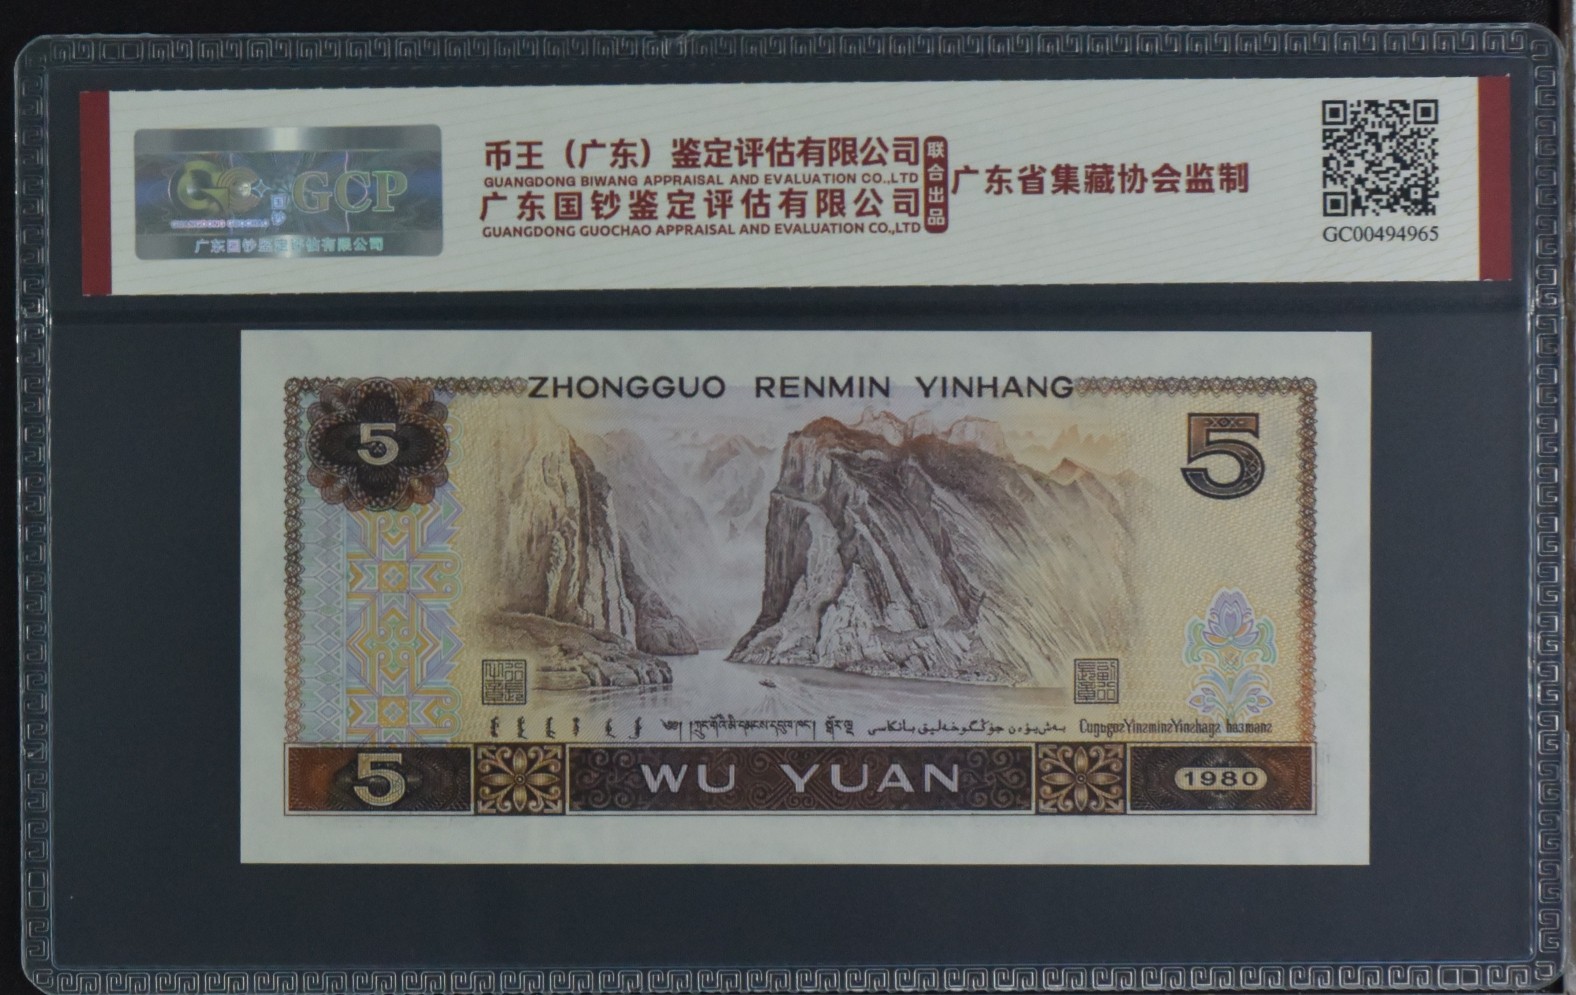 币王（广东）鉴定评估有限公司
GUANGDONG BIWANG APPRAISAL AND EVALUATION CO.,LTD
广东国钞鉴定评估有限公司
GUANGDONG GUOCHAO APPRAISAL AND EVALUATION CO.,LTD
联合出品
广东省集藏协会监制
GC00494965
GCP
国钞
广东国钞鉴定评估有限公司
ZHONGGUO RENMIN YINHANG
5
5
5
WU YUAN
1980